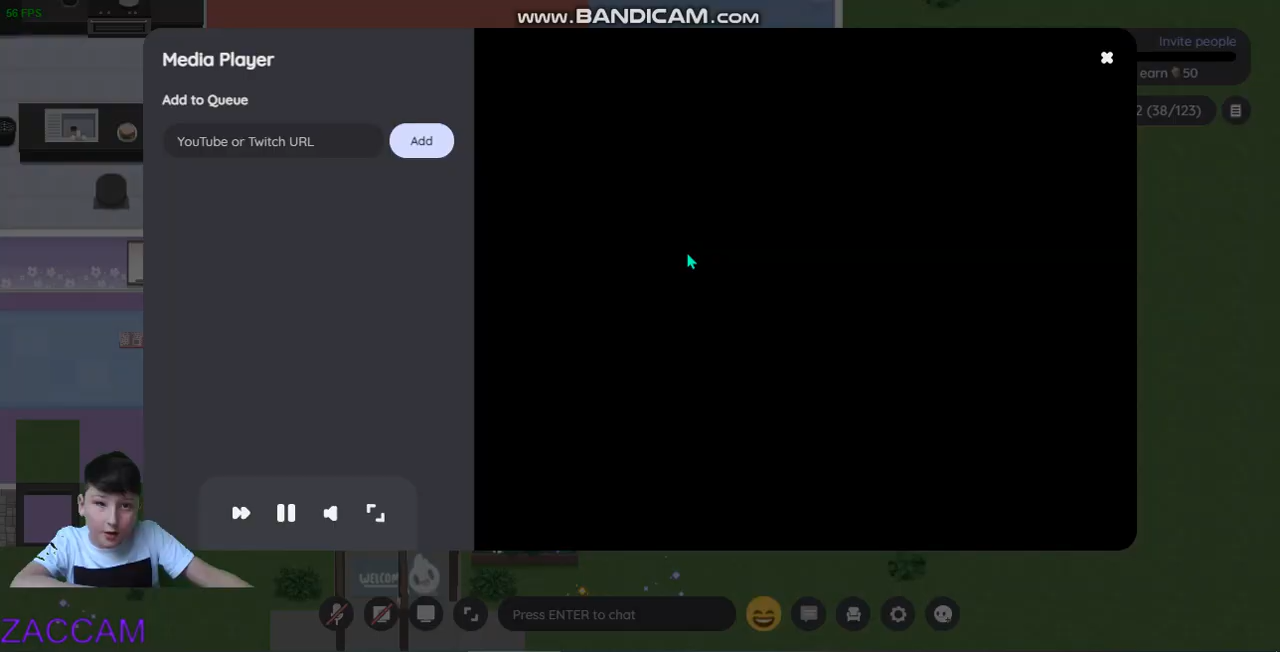 56 FPS
www.BANDICAM.com
Media Player
Invite people
earn 50
Add to Queue
2 (38/123)
YouTube or Twitch URL
Add
WELCOM
Press ENTER to chat
ZACCAM